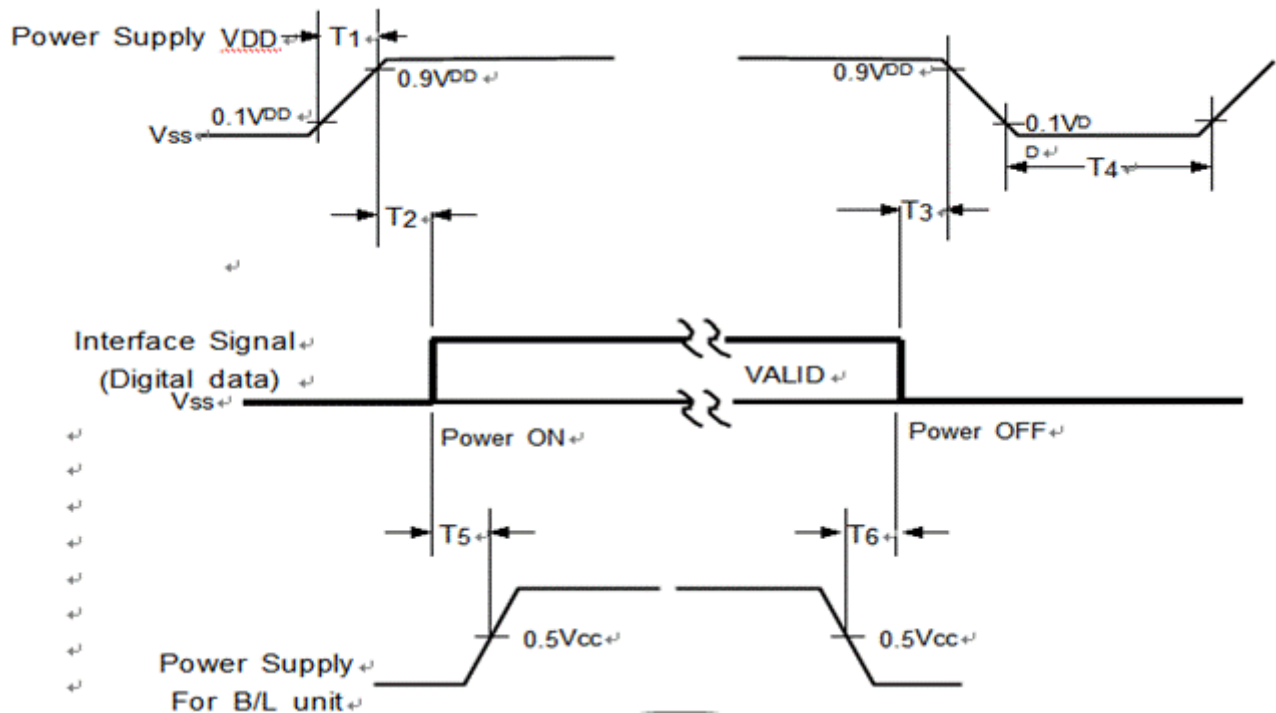 Power Supply VDD↵ T1↵
0.9VDD↵ 0.9VDD↵
0.1VDD↵ 0.1VD
D↵
Vss↵ T4↵
T2↵ T3↵
↵
Interface Signal↵
(Digital data) ↵ VALID↵
Vss↵
↵ Power ON↵ Power OFF↵
↵
↵
↵ T5↵ T6↵
↵
↵
↵ 0.5Vcc↵ 0.5Vcc↵
↵ Power Supply↵
For B/L unit↵